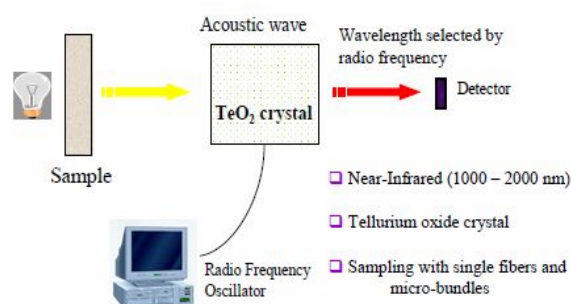 Acoustic wave
Wavelength selected by
radio frequency
TeO₂ crystal
Detector
Sample
Near-Infrared (1000 – 2000 nm)
Tellurium oxide crystal
Sampling with single fibers and
micro-bundles
Radio Frequency
Oscillator